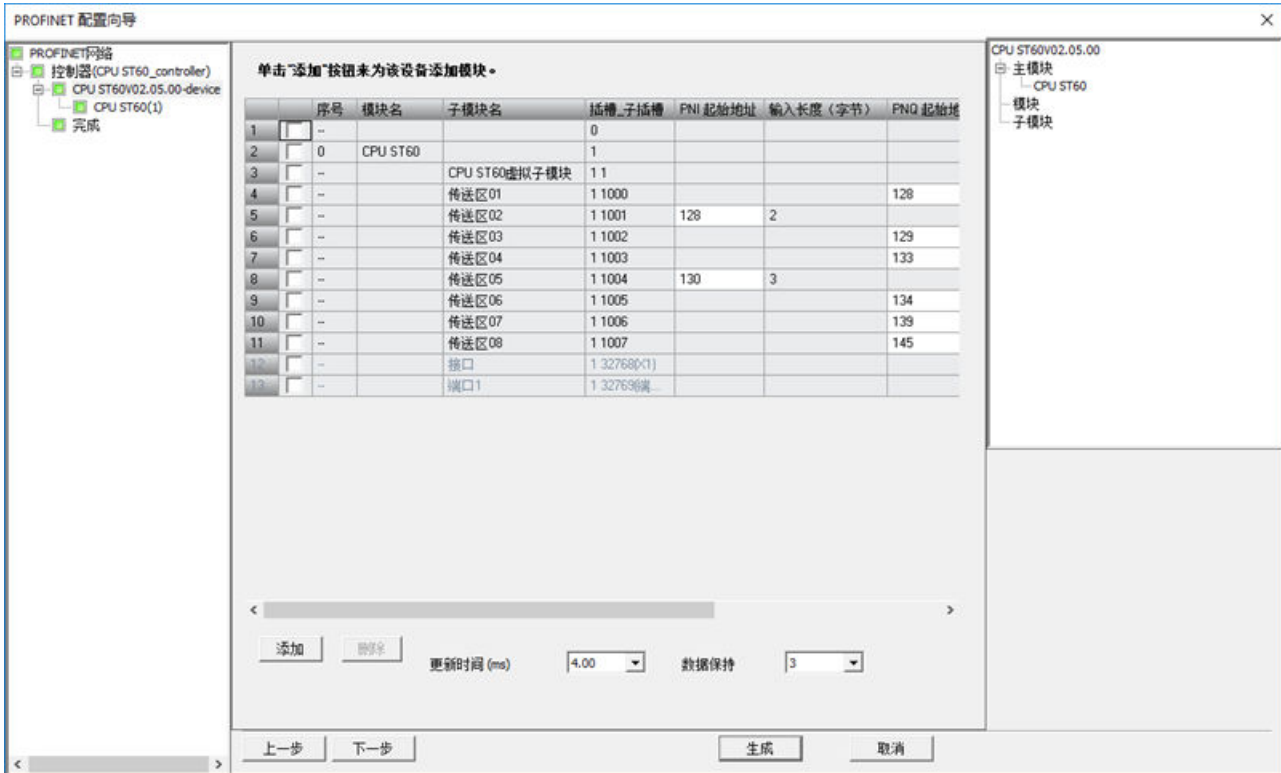 PROFINET 配置向导
PROFINET网络
控制器(CPU ST60_controller)
CPU ST60V02.05.00-device
CPU ST60(1)
完成
单击"添加"按钮来为该设备添加模块。
序号 模块名 子模块名 插槽_子插槽 PNI 起始地址 输入长度（字节） PNQ 起始地
1 -- 0
2 0 CPU ST60 1
3 -- CPU ST60虚拟子模块 1 1
4 -- 传送区01 1 1000 128
5 -- 传送区02 1 1001 128 2
6 -- 传送区03 1 1002 129
7 -- 传送区04 1 1003 133
8 -- 传送区05 1 1004 130 3
9 -- 传送区06 1 1005 134
10 -- 传送区07 1 1006 139
11 -- 传送区08 1 1007 145
12 -- 接口 1 32768(X1)
13 -- 端口1 1 32769(端...
添加 删除 更新时间 (ms) 4.00 数据保持 3
上一步 下一步 生成 取消
CPU ST60V02.05.00
主模块
CPU ST60
模块
子模块